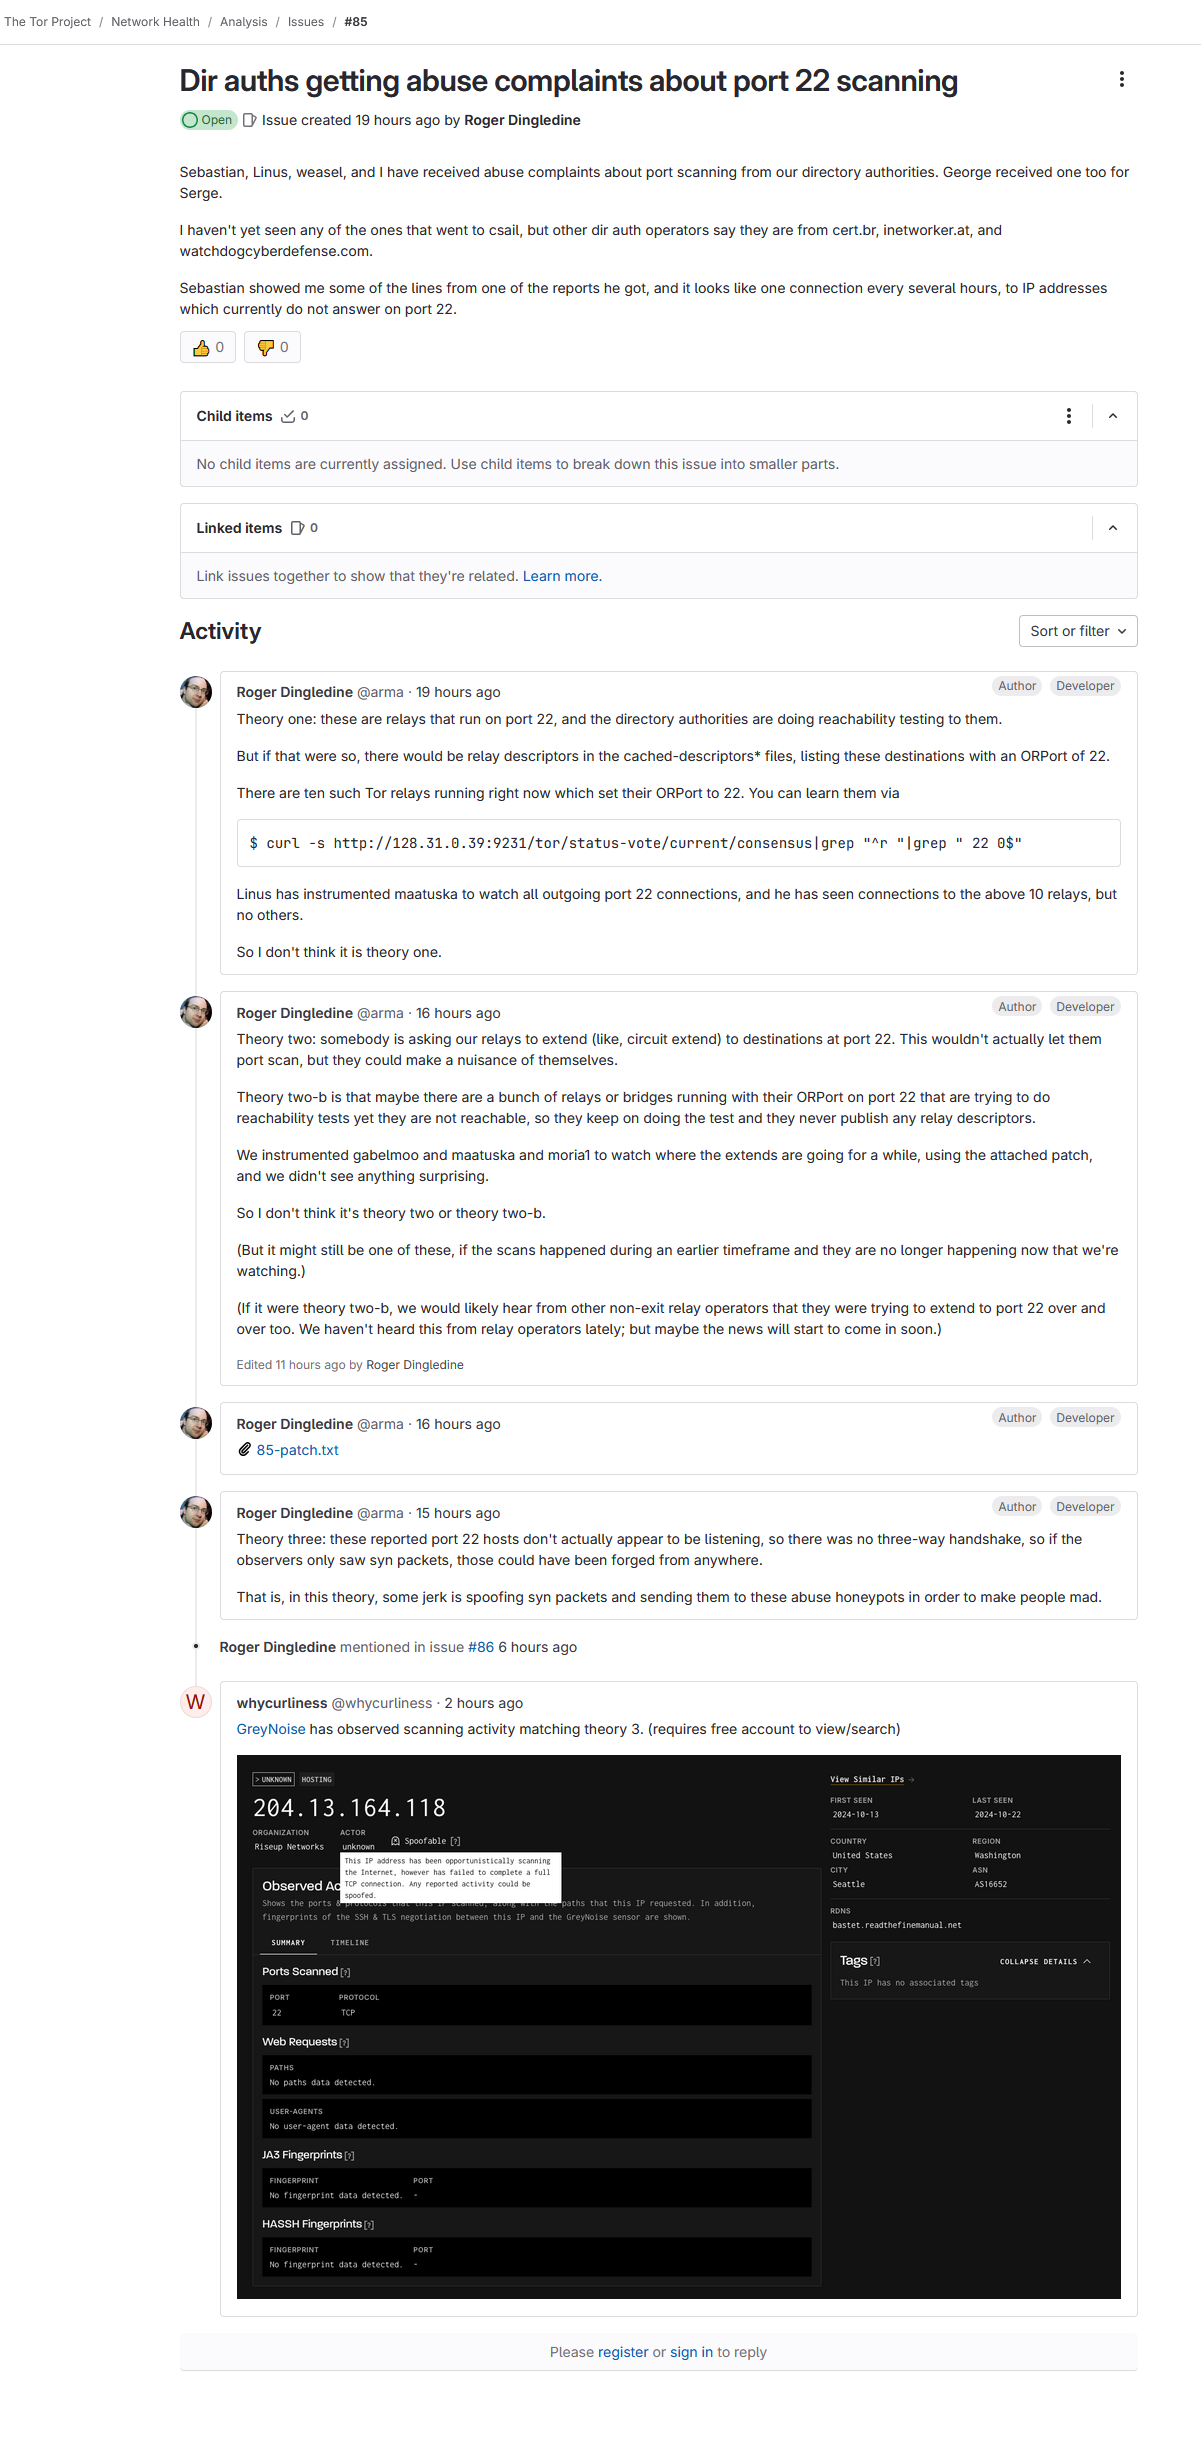 The Tor Project / Network Health / Analysis / Issues / #85
Dir auths getting abuse complaints about port 22 scanning
Open Issue created 19 hours ago by Roger Dingledine
Sebastian, Linus, weasel, and I have received abuse complaints about port scanning from our directory authorities. George received one too for
Serge.
I haven't yet seen any of the ones that went to csail, but other dir auth operators say they are from cert.br, inetworker.at, and
watchdogcyberdefense.com.
Sebastian showed me some of the lines from one of the reports he got, and it looks like one connection every several hours, to IP addresses
which currently do not answer on port 22.
👍 0 👎 0
Child items 0
No child items are currently assigned. Use child items to break down this issue into smaller parts.
Linked items 0
Link issues together to show that they're related. Learn more.
Activity
Sort or filter
Roger Dingledine @arma · 19 hours ago
Author Developer
Theory one: these are relays that run on port 22, and the directory authorities are doing reachability testing to them.
But if that were so, there would be relay descriptors in the cached-descriptors* files, listing these destinations with an ORPort of 22.
There are ten such Tor relays running right now which set their ORPort to 22. You can learn them via
$ curl -s http://128.31.0.39:9231/tor/status-vote/current/consensus|grep "^r "|grep " 22 0$"
Linus has instrumented maatuska to watch all outgoing port 22 connections, and he has seen connections to the above 10 relays, but
no others.
So I don't think it is theory one.
Roger Dingledine @arma · 16 hours ago
Author Developer
Theory two: somebody is asking our relays to extend (like, circuit extend) to destinations at port 22. This wouldn't actually let them
port scan, but they could make a nuisance of themselves.
Theory two-b is that maybe there are a bunch of relays or bridges running with their ORPort on port 22 that are trying to do
reachability tests yet they are not reachable, so they keep on doing the test and they never publish any relay descriptors.
We instrumented gabelmoo and maatuska and moria1 to watch where the extends are going for a while, using the attached patch,
and we didn't see anything surprising.
So I don't think it's theory two or theory two-b.
(But it might still be one of these, if the scans happened during an earlier timeframe and they are no longer happening now that we're
watching.)
(If it were theory two-b, we would likely hear from other non-exit relay operators that they were trying to extend to port 22 over and
over too. We haven't heard this from relay operators lately; but maybe the news will start to come in soon.)
Edited 11 hours ago by Roger Dingledine
Roger Dingledine @arma · 16 hours ago
Author Developer
85-patch.txt
Roger Dingledine @arma · 15 hours ago
Author Developer
Theory three: these reported port 22 hosts don't actually appear to be listening, so there was no three-way handshake, so if the
observers only saw syn packets, those could have been forged from anywhere.
That is, in this theory, some jerk is spoofing syn packets and sending them to these abuse honeypots in order to make people mad.
Roger Dingledine mentioned in issue #86 6 hours ago
W
whycurliness @whycurliness · 2 hours ago
GreyNoise has observed scanning activity matching theory 3. (requires free account to view/search)
> UNKNOWN HOSTING
204.13.164.118
ORGANIZATION ACTOR
Riseup Networks unknown Spoofable [?]
This IP address has been opportunistically scanning
the Internet, however has failed to complete a full
TCP connection. Any reported activity could be
spoofed.
Observed Ac
Shows the ports & protocols that this IP scanned, along with the paths that this IP requested. In addition,
fingerprints of the SSH & TLS negotiation between this IP and the GreyNoise sensor are shown.
SUMMARY TIMELINE
Ports Scanned [?]
PORT PROTOCOL
22 TCP
Web Requests [?]
PATHS
No paths data detected.
USER-AGENTS
No user-agent data detected.
JA3 Fingerprints [?]
FINGERPRINT PORT
No fingerprint data detected. -
HASSH Fingerprints [?]
FINGERPRINT PORT
No fingerprint data detected. -
View Similar IPs →
FIRST SEEN LAST SEEN
2024-10-13 2024-10-22
COUNTRY REGION
United States Washington
CITY ASN
Seattle AS16652
RDNS
bastet.readthefinemanual.net
Tags [?] COLLAPSE DETAILS
This IP has no associated tags
Please register or sign in to reply